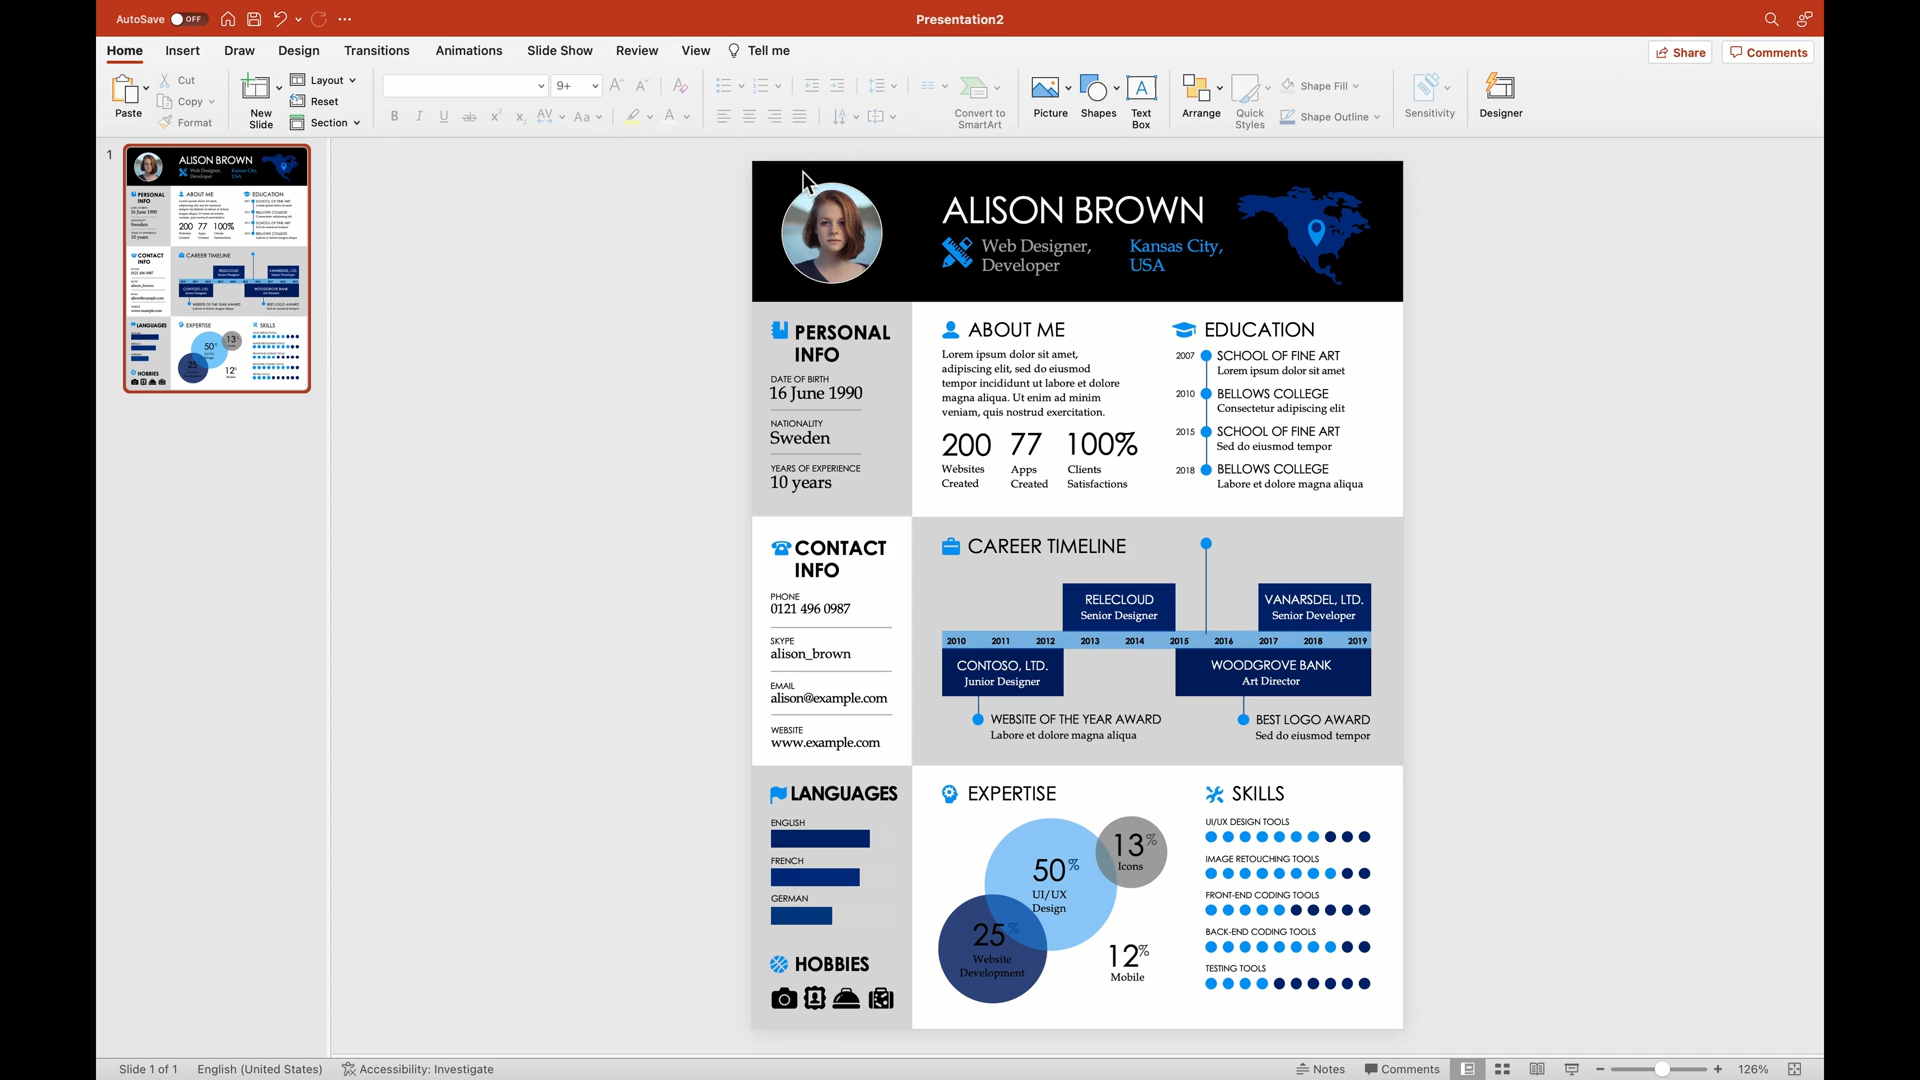 AutoSave OFF
Presentation2
Home Insert Draw Design Transitions Animations Slide Show Review View Tell me
Share Comments
Paste
Cut
Copy
Format
New
Slide
Layout
Reset
Section
9+
Convert to
SmartArt
Picture
Shapes
Text
Box
Arrange
Quick
Styles
Shape Fill
Shape Outline
Sensitivity
Designer
1
ALISON BROWN
Web Designer,
Developer
Kansas City,
USA
PERSONAL
INFO
DATE OF BIRTH
16 June 1990
NATIONALITY
Sweden
YEARS OF EXPERIENCE
10 years
ABOUT ME
Lorem ipsum dolor sit amet,
adipiscing elit, sed do eiusmod
tempor incididunt ut labore et dolore
magna aliqua. Ut enim ad minim
veniam, quis nostrud exercitation.
200
Websites
Created
77
Apps
Created
100%
Clients
Satisfactions
EDUCATION
2007 SCHOOL OF FINE ART
Lorem ipsum dolor sit amet
2010 BELLOWS COLLEGE
Consectetur adipiscing elit
2015 SCHOOL OF FINE ART
Sed do eiusmod tempor
2018 BELLOWS COLLEGE
Labore et dolore magna aliqua
CONTACT
INFO
PHONE
0121 496 0987
SKYPE
alison_brown
EMAIL
alison@example.com
WEBSITE
www.example.com
CAREER TIMELINE
RELECLOUD
Senior Designer
VANARSDEL, LTD.
Senior Developer
2010 2011 2012 2013 2014 2015 2016 2017 2018 2019
CONTOSO, LTD.
Junior Designer
WOODGROVE BANK
Art Director
WEBSITE OF THE YEAR AWARD
Labore et dolore magna aliqua
BEST LOGO AWARD
Sed do eiusmod tempor
LANGUAGES
ENGLISH
FRENCH
GERMAN
HOBBIES
EXPERTISE
13%
Icons
50%
UI/UX
Design
25%
Website
Development
12%
Mobile
SKILLS
UI/UX DESIGN TOOLS
IMAGE RETOUCHING TOOLS
FRONT-END CODING TOOLS
BACK-END CODING TOOLS
TESTING TOOLS
Slide 1 of 1 English (United States) Accessibility: Investigate
Notes Comments 126%